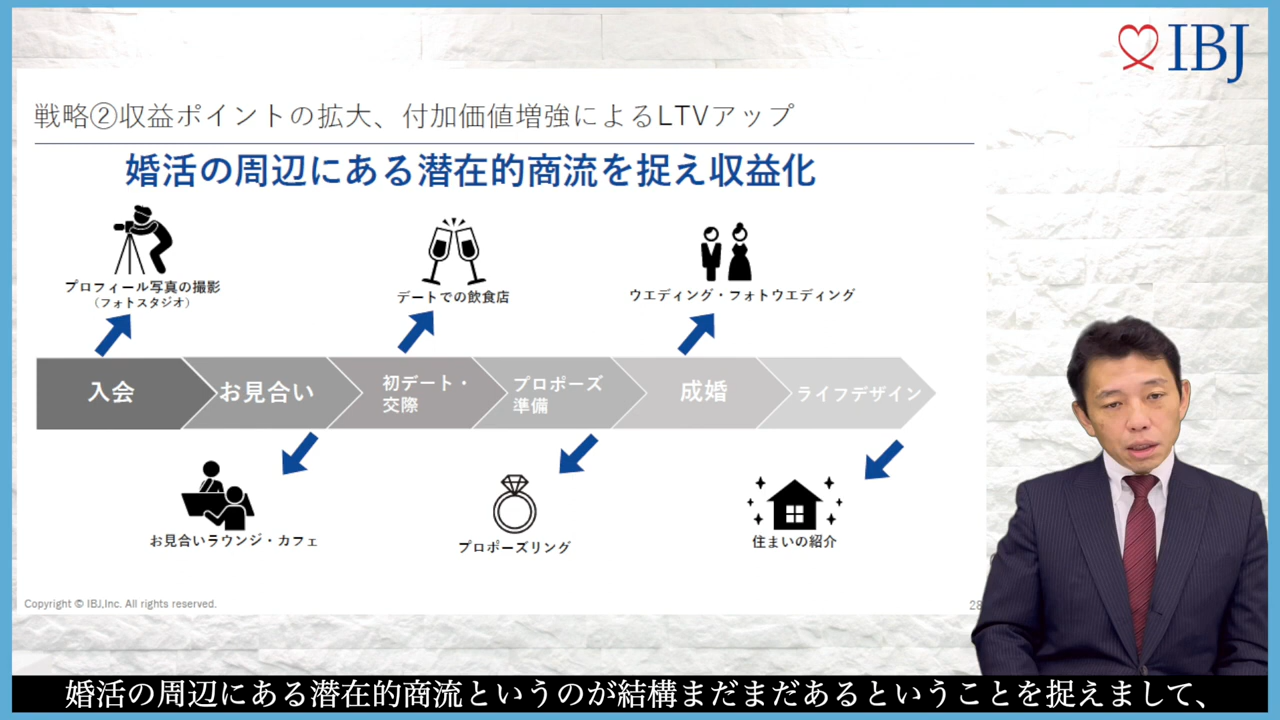 IBJ
戦略②収益ポイントの拡大、付加価値増強によるLTVアップ
婚活の周辺にある潜在的商流を捉え収益化
プロフィール写真の撮影
（フォトスタジオ）
デートでの飲食店
ウエディング・フォトウエディング
入会
お見合い
初デート・
交際
プロポーズ
準備
成婚
ライフデザイン
お見合いラウンジ・カフェ
プロポーズリング
住まいの紹介
Copyright © IBJ,Inc. All rights reserved.
28
婚活の周辺にある潜在的商流というのが結構まだまだあるということを捉えまして、